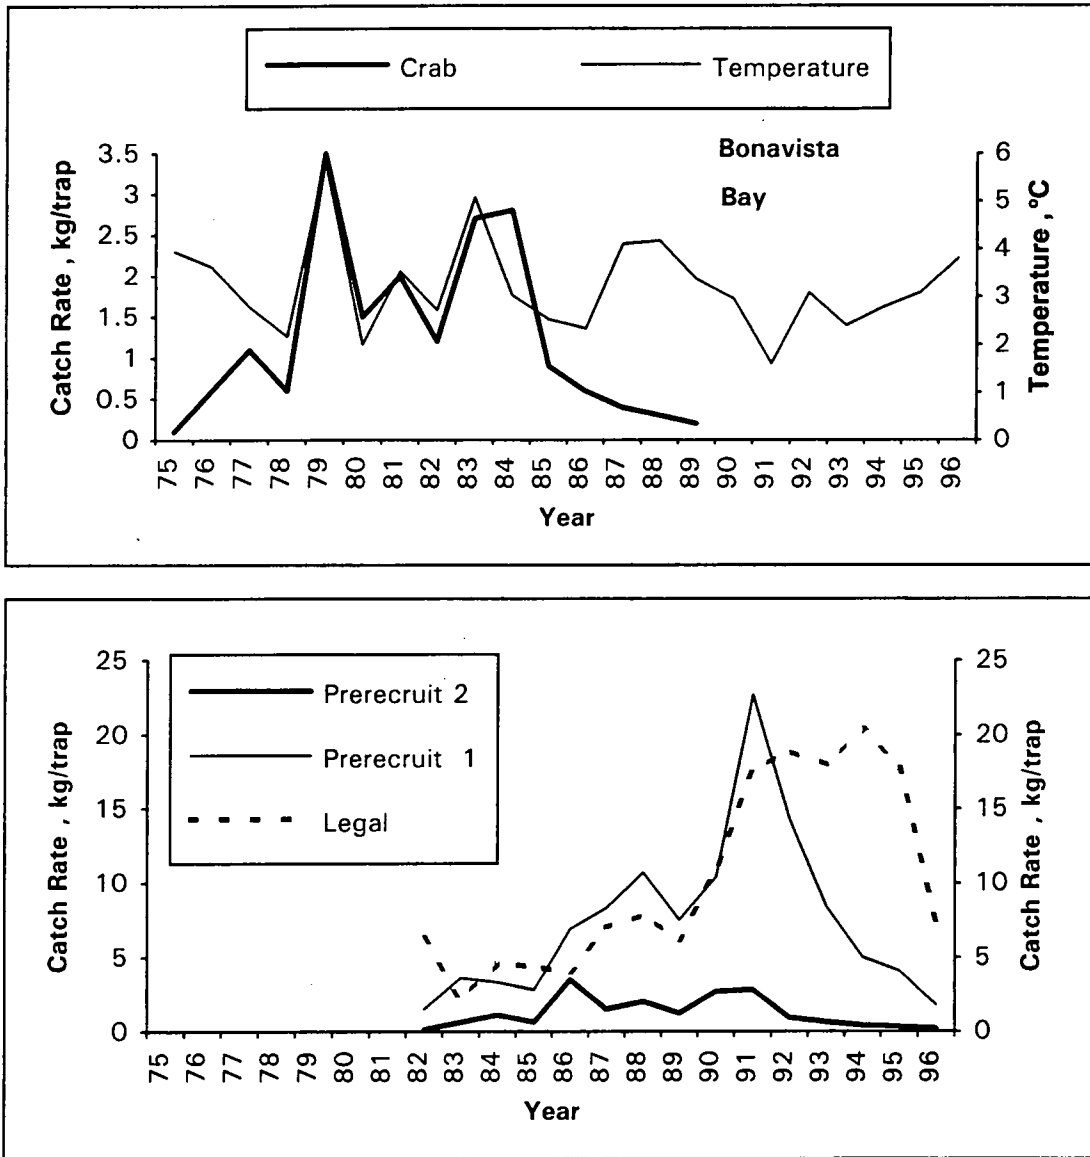 Crab Temperature
Bonavista
Bay
Catch Rate , kg/trap
3.5
3
2.5
2
1.5
1
0.5
0
6
5
4
3
2
1
0
Temperature , ºC
75 76 77 78 79 80 81 82 83 84 85 86 87 88 89 90 91 92 93 94 95 96
Year
Prerecruit 2
Prerecruit 1
Legal
Catch Rate , kg/trap
25
20
15
10
5
0
25
20
15
10
5
0
Catch Rate , kg/trap
75 76 77 78 79 80 81 82 83 84 85 86 87 88 89 90 91 92 93 94 95 96
Year